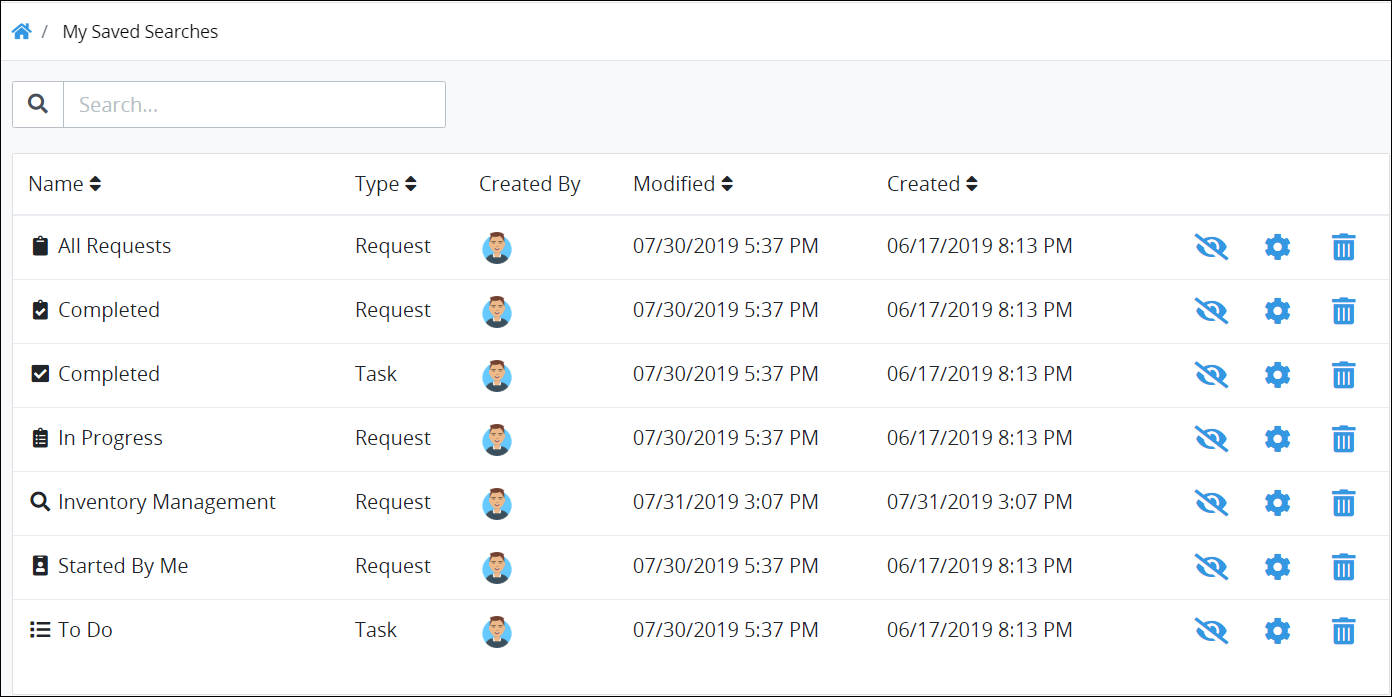 / My Saved Searches
Search...
Name Type Created By Modified Created
All Requests Request 07/30/2019 5:37 PM 06/17/2019 8:13 PM
Completed Request 07/30/2019 5:37 PM 06/17/2019 8:13 PM
Completed Task 07/30/2019 5:37 PM 06/17/2019 8:13 PM
In Progress Request 07/30/2019 5:37 PM 06/17/2019 8:13 PM
Inventory Management Request 07/31/2019 3:07 PM 07/31/2019 3:07 PM
Started By Me Request 07/30/2019 5:37 PM 06/17/2019 8:13 PM
To Do Task 07/30/2019 5:37 PM 06/17/2019 8:13 PM